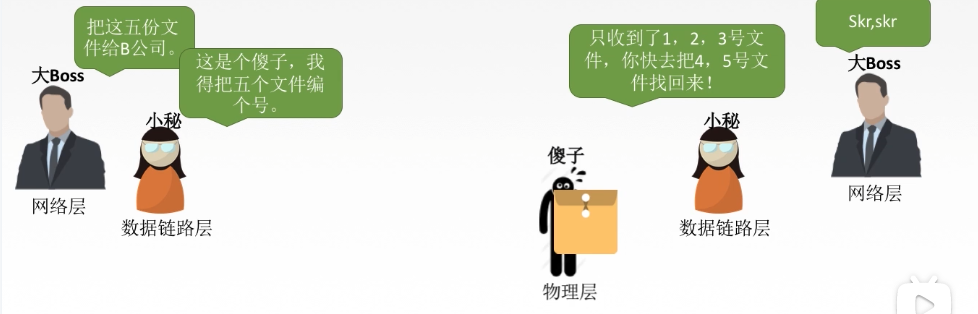 把这五份文
件给B公司。
大Boss
这是个傻子，我
得把五个文件编
个号。
小秘
网络层
数据链路层
只收到了1，2，3号文
件，你快去把4，5号文
件找回来！
Skr,skr
大Boss
小秘
傻子
网络层
数据链路层
物理层